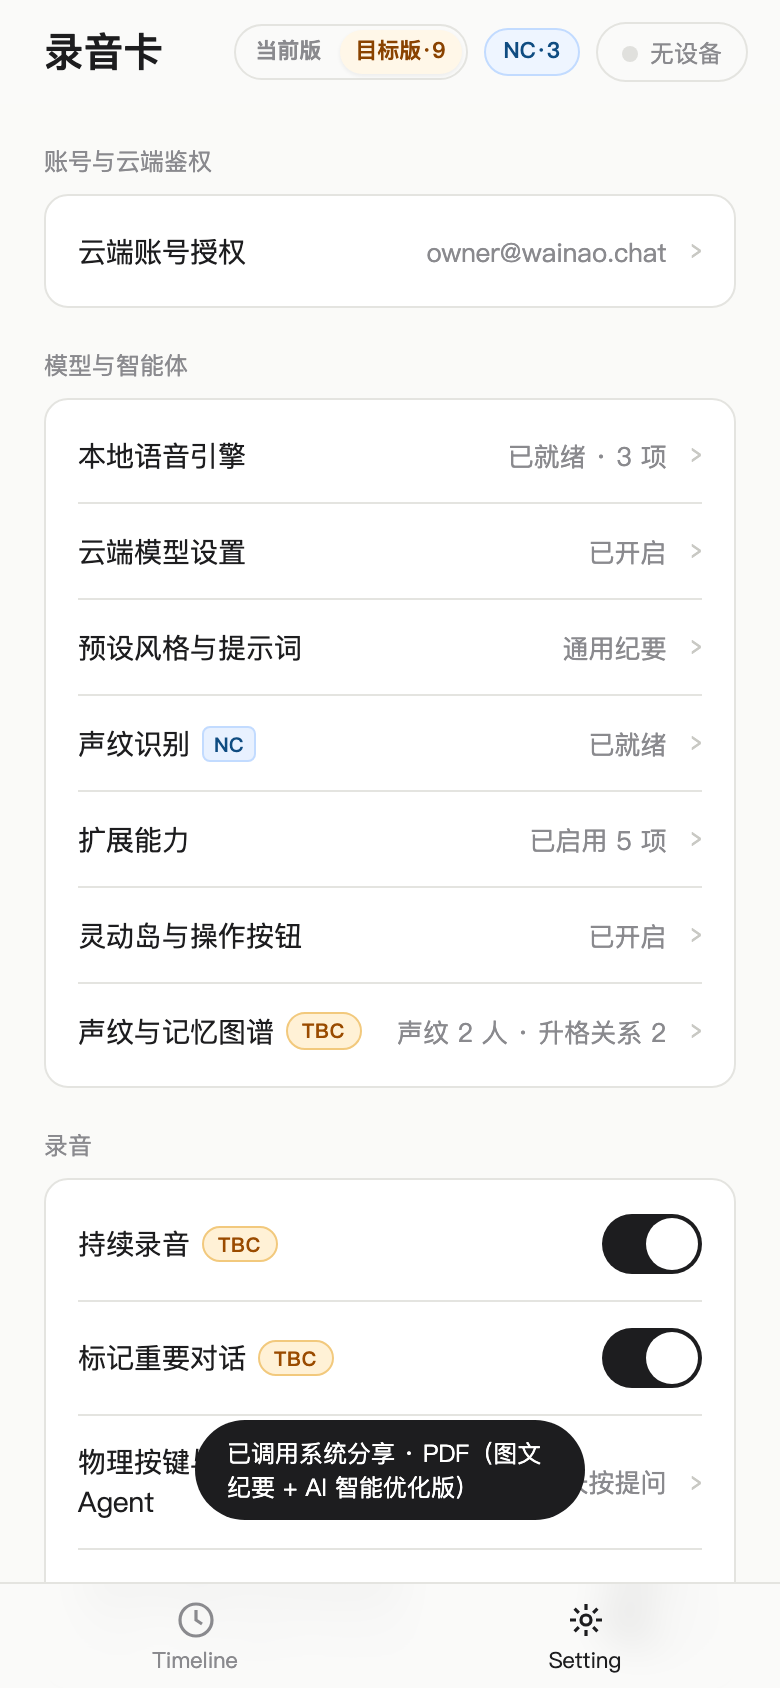 录音卡
当前版 目标版·9 NC·3 无设备
账号与云端鉴权
云端账号授权 owner@wainao.chat
模型与智能体
本地语音引擎 已就绪 · 3 项
云端模型设置 已开启
预设风格与提示词 通用纪要
声纹识别 NC 已就绪
扩展能力 已启用 5 项
灵动岛与操作按钮 已开启
声纹与记忆图谱 TBC 声纹 2 人 · 升格关系 2
录音
持续录音 TBC
标记重要对话 TBC
物理按键
Agent 按提问
已调用系统分享 · PDF（图文
纪要 + AI 智能优化版）
Timeline Setting